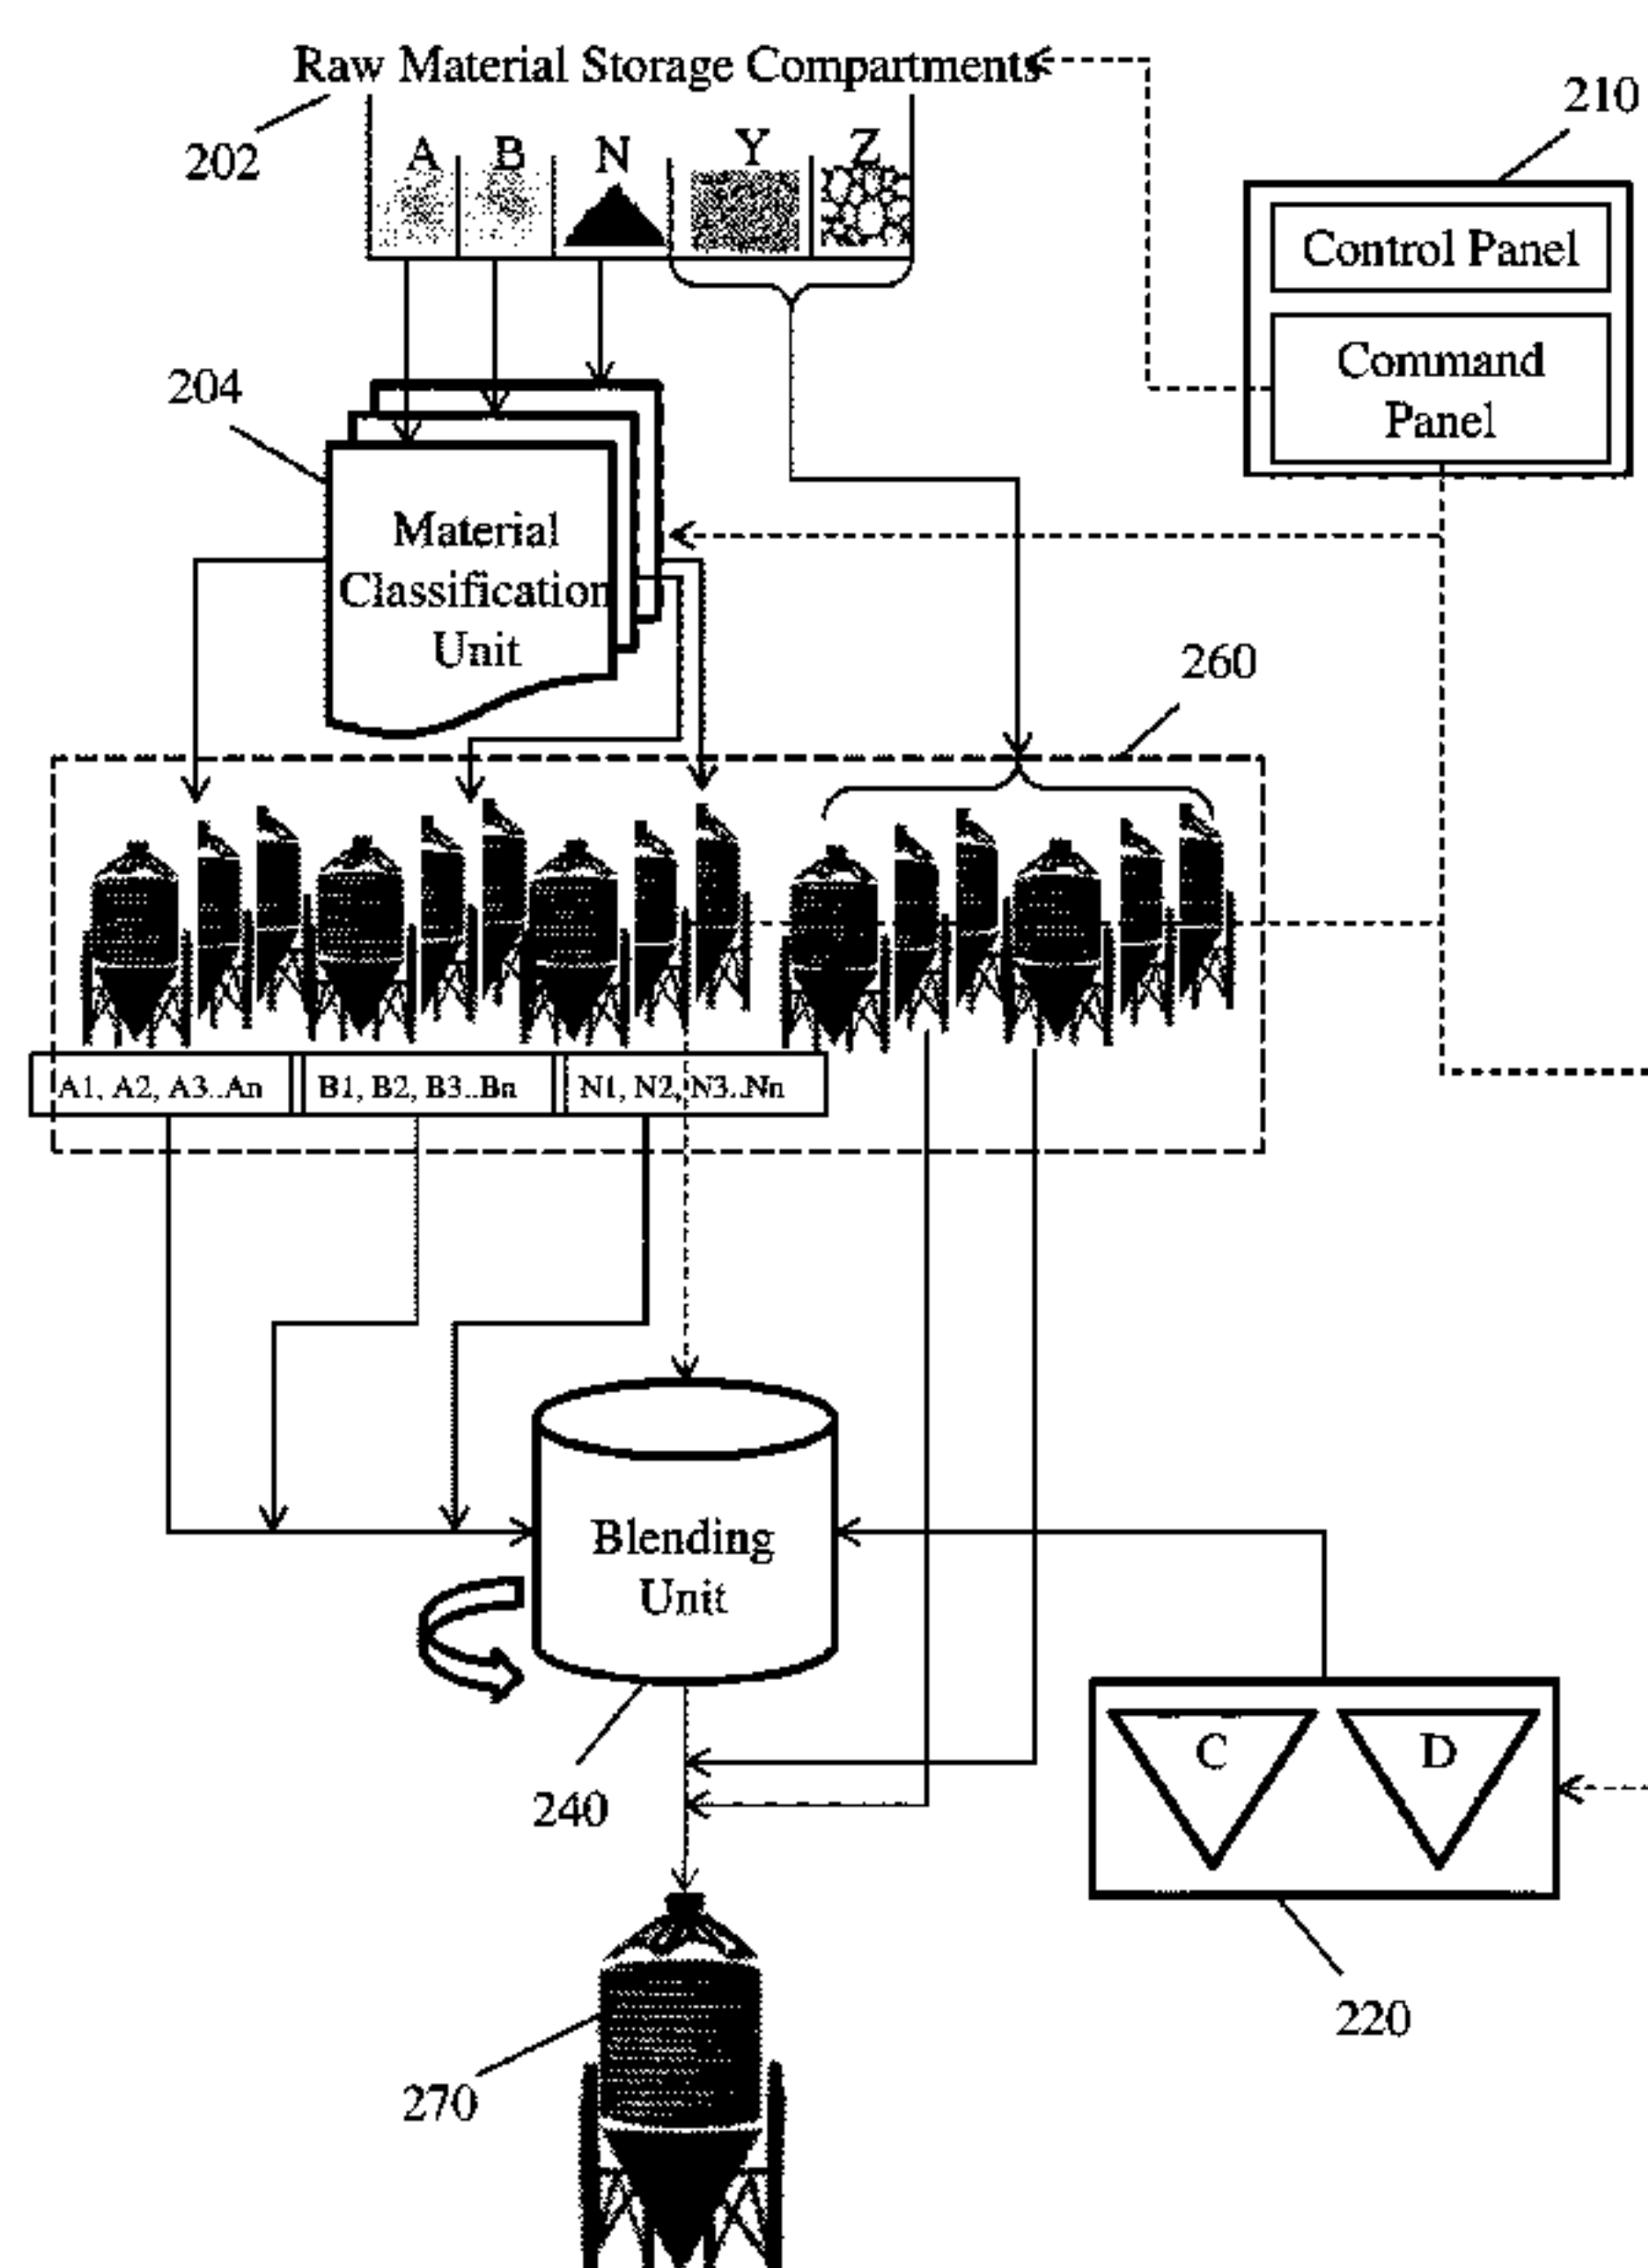 Raw Material Storage Compartments
210
202
A B N Y Z
Control Panel
Command
Panel
204
Material
Classification
Unit
260
A1, A2, A3..An
B1, B2, B3..Bn
N1, N2, N3..Nn
Blending
Unit
C D
240
220
270